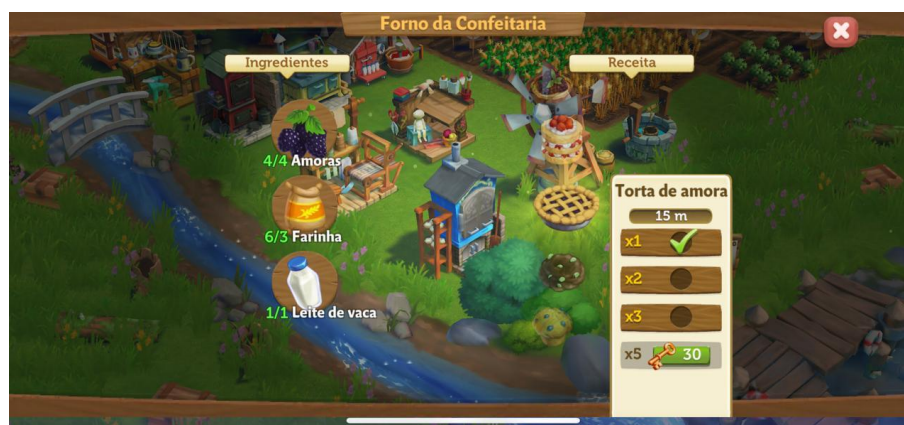 Forno da Confeitaria
Ingredientes
Receita
4/4 Amoras
6/3 Farinha
1/1 Leite de vaca
Torta de amora
15 m
x1
x2
x3
x5 30